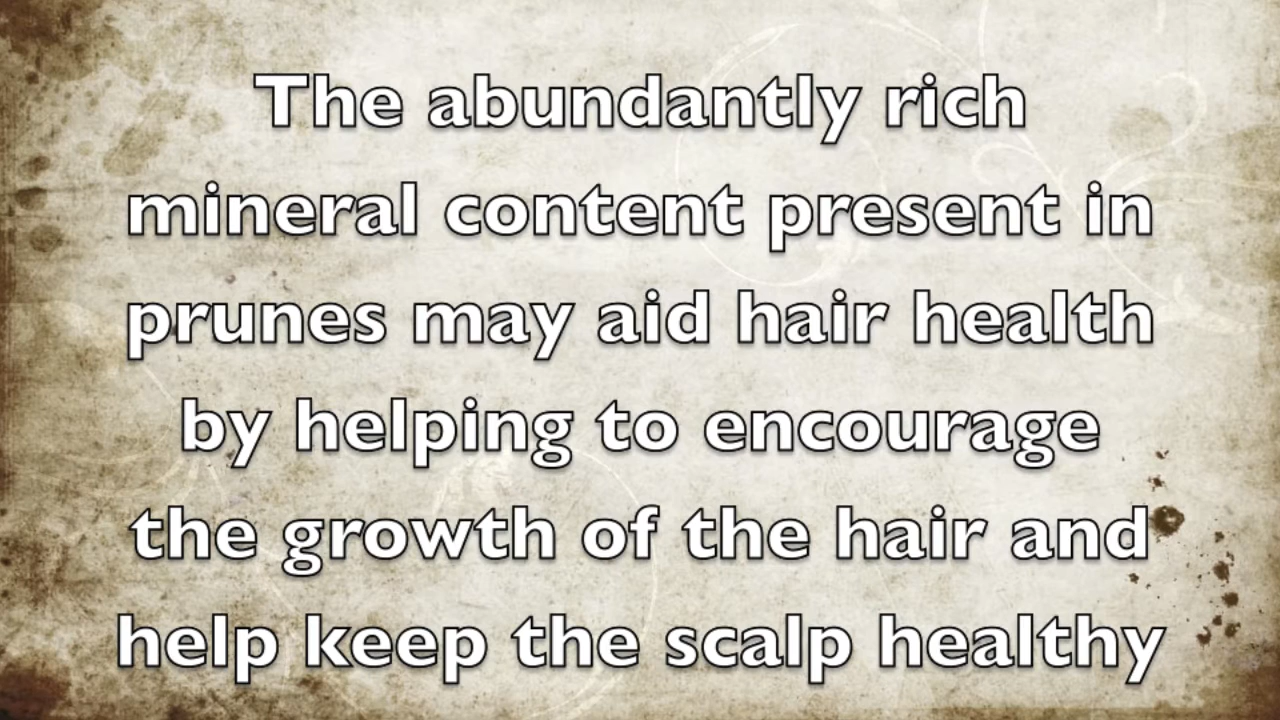 The abundantly rich
mineral content present in
prunes may aid hair health
by helping to encourage
the growth of the hair and
help keep the scalp healthy